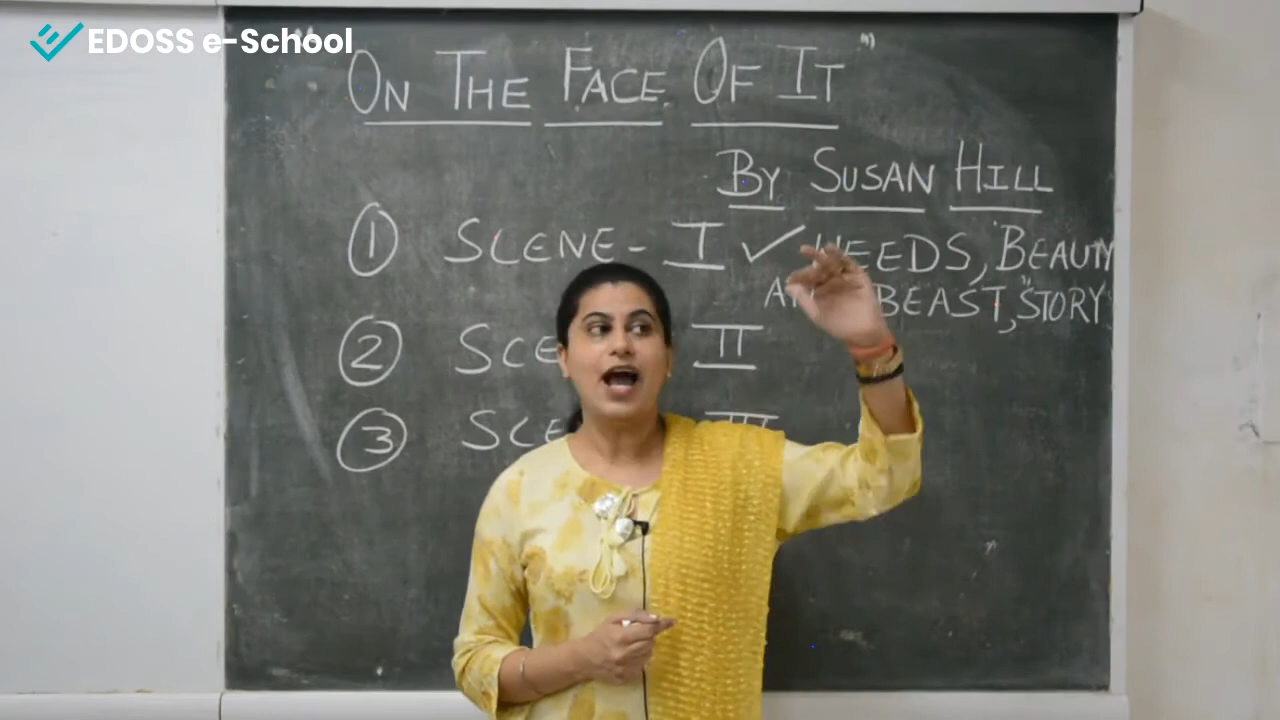 EDOSS e-School
ON THE FACE OF IT
BY SUSAN HILL
1 SCENE - I ✓ WEEDS, BEAUTY
BEAST, STORY
2 II
3 III